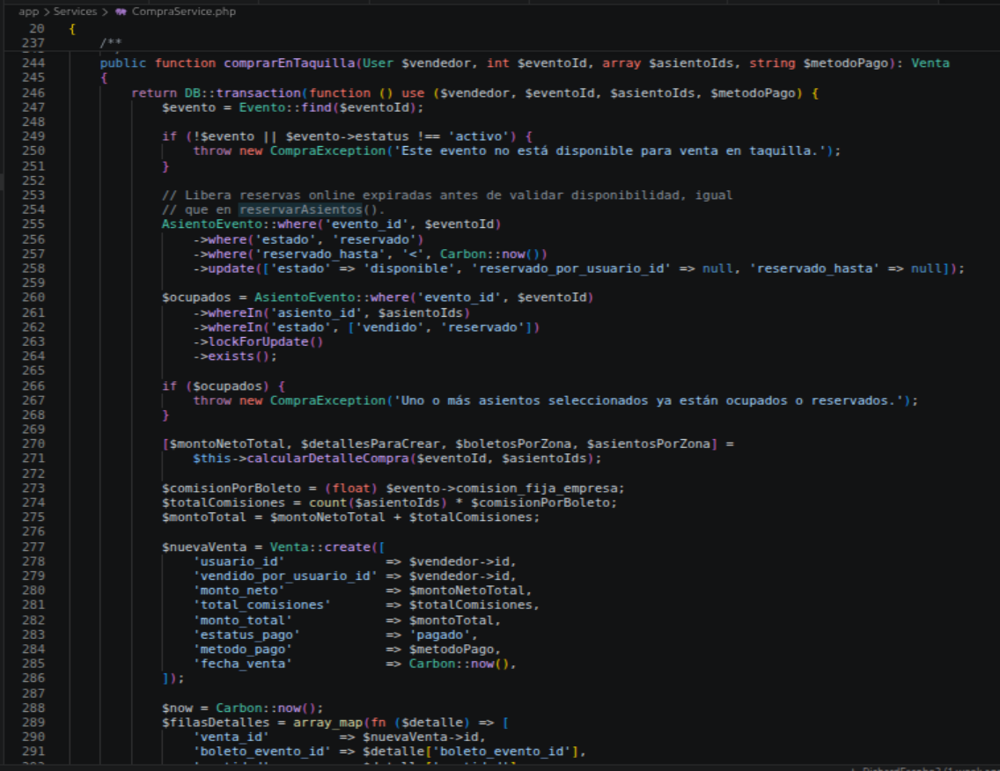 app > Services > CompraService.php
20 {
237 /**
244 public function comprarEnTaquilla(User $vendedor, int $eventoId, array $asientoIds, string $metodoPago): Venta
245 {
246 return DB::transaction(function () use ($vendedor, $eventoId, $asientoIds, $metodoPago) {
247 $evento = Evento::find($eventoId);
248
249 if (!$evento || $evento->estatus !== 'activo') {
250 throw new CompraException('Este evento no está disponible para venta en taquilla.');
251 }
252
253 // Libera reservas online expiradas antes de validar disponibilidad, igual
254 // que en reservarAsientos().
255 AsientoEvento::where('evento_id', $eventoId)
256 ->where('estado', 'reservado')
257 ->where('reservado_hasta', '<', Carbon::now())
258 ->update(['estado' => 'disponible', 'reservado_por_usuario_id' => null, 'reservado_hasta' => null]);
259
260 $ocupados = AsientoEvento::where('evento_id', $eventoId)
261 ->whereIn('asiento_id', $asientoIds)
262 ->whereIn('estado', ['vendido', 'reservado'])
263 ->lockForUpdate()
264 ->exists();
265
266 if ($ocupados) {
267 throw new CompraException('Uno o más asientos seleccionados ya están ocupados o reservados.');
268 }
269
270 [$montoNetoTotal, $detallesParaCrear, $boletosPorZona, $asientosPorZona] =
271 $this->calcularDetalleCompra($eventoId, $asientoIds);
272
273 $comisionPorBoleto = (float) $evento->comision_fija_empresa;
274 $totalComisiones = count($asientoIds) * $comisionPorBoleto;
275 $montoTotal = $montoNetoTotal + $totalComisiones;
276
277 $nuevaVenta = Venta::create([
278 'usuario_id' => $vendedor->id,
279 'vendido_por_usuario_id' => $vendedor->id,
280 'monto_neto' => $montoNetoTotal,
281 'total_comisiones' => $totalComisiones,
282 'monto_total' => $montoTotal,
283 'estatus_pago' => 'pagado',
284 'metodo_pago' => $metodoPago,
285 'fecha_venta' => Carbon::now(),
286 ]);
287
288 $now = Carbon::now();
289 $filasDetalles = array_map(fn ($detalle) => [
290 'venta_id' => $nuevaVenta->id,
291 'boleto_evento_id' => $detalle['boleto_evento_id'],